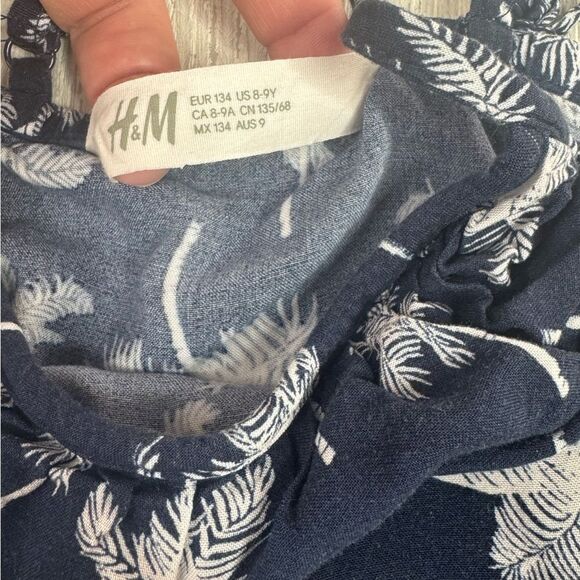 H&M
EUR 134 US 8-9Y
CA 8-9A CN 135/68
MX 134 AUS 9